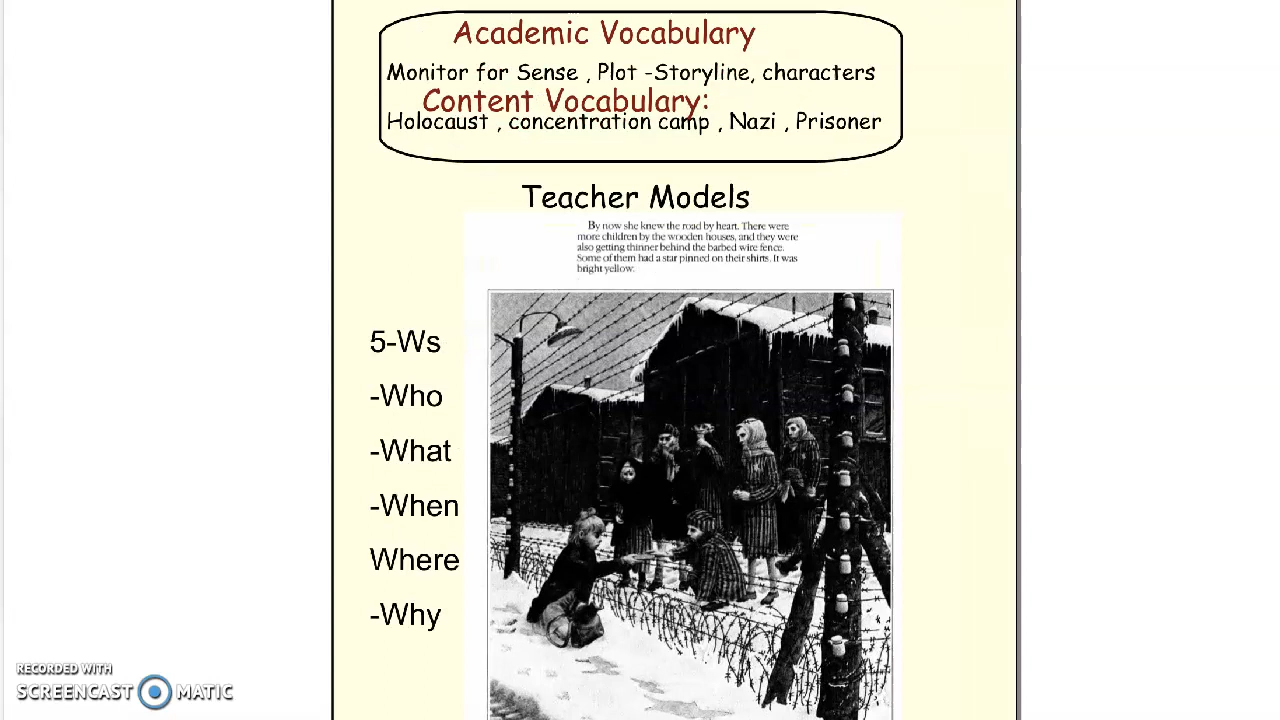 Academic Vocabulary
Monitor for Sense , Plot -Storyline, characters
Content Vocabulary:
Holocaust , concentration camp , Nazi , Prisoner
Teacher Models
By now she knew the road by heart. There were
more children by the wooden houses, and they were
also getting thinner behind the barbed wire fence.
Some of them had a star pinned on their shirts. It was
bright yellow.
5-Ws
-Who
-What
-When
Where
-Why
RECORDED WITH
SCREENCAST MATIC